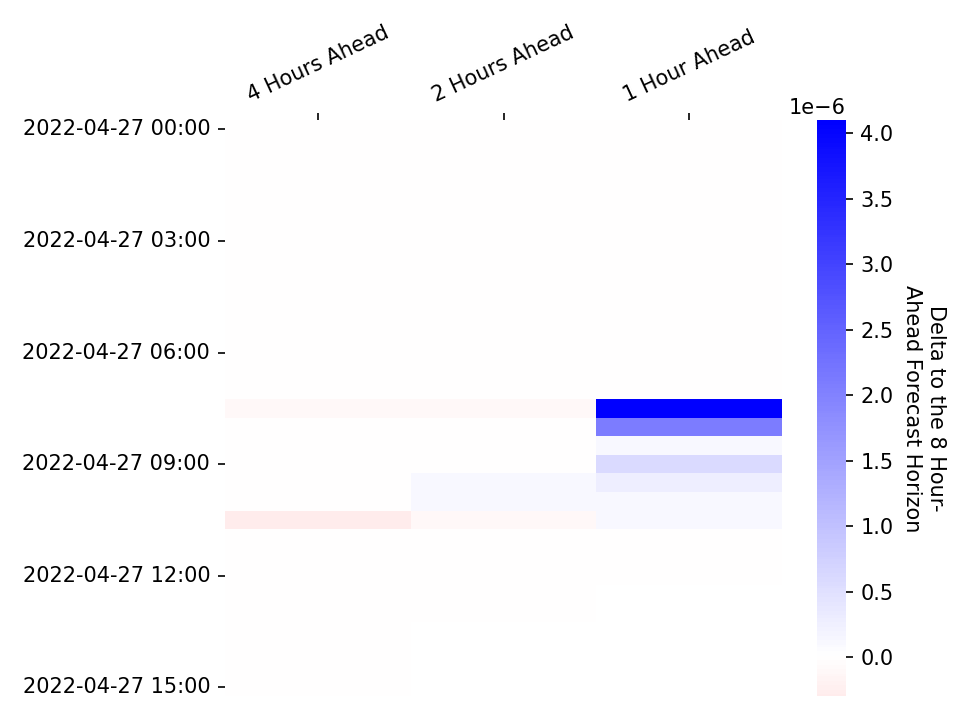 4 Hours Ahead
2 Hours Ahead
1 Hour Ahead
1e−6
2022-04-27 00:00
2022-04-27 03:00
2022-04-27 06:00
2022-04-27 09:00
2022-04-27 12:00
2022-04-27 15:00
4.0
3.5
3.0
2.5
2.0
1.5
1.0
0.5
0.0
Delta to the 8 Hour-
Ahead Forecast Horizon